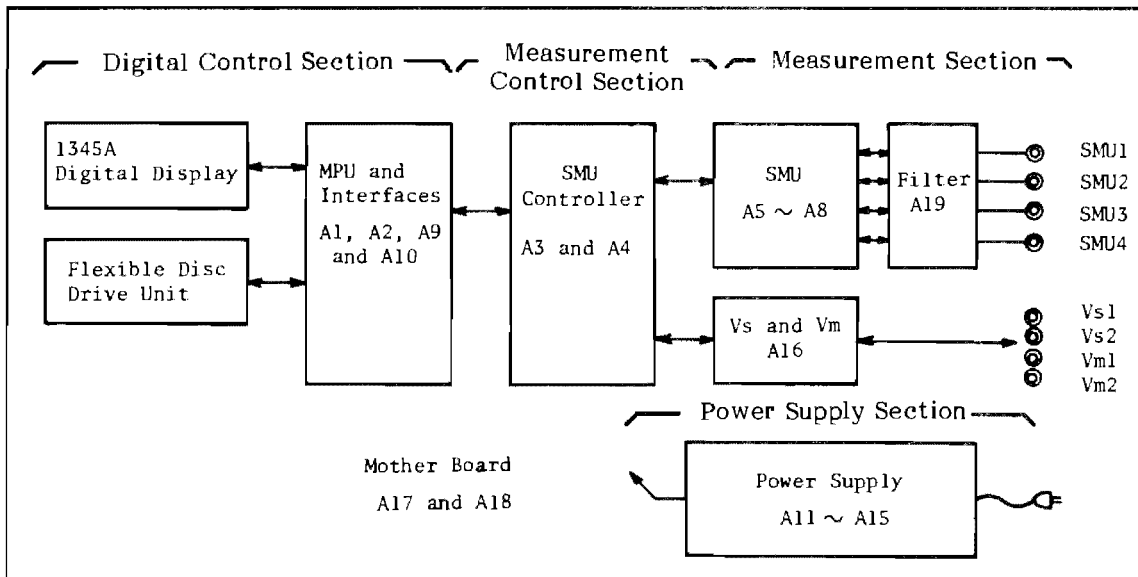 Digital Control Section
Measurement
Control Section
Measurement Section
1345A
Digital Display
Flexible Disc
Drive Unit
MPU and
Interfaces
A1, A2, A9
and A10
SMU
Controller
A3 and A4
SMU
A5 ~ A8
Filter
A19
SMU1
SMU2
SMU3
SMU4
Vs and Vm
A16
Vs1
Vs2
Vm1
Vm2
Power Supply Section
Mother Board
A17 and A18
Power Supply
A11 ~ A15